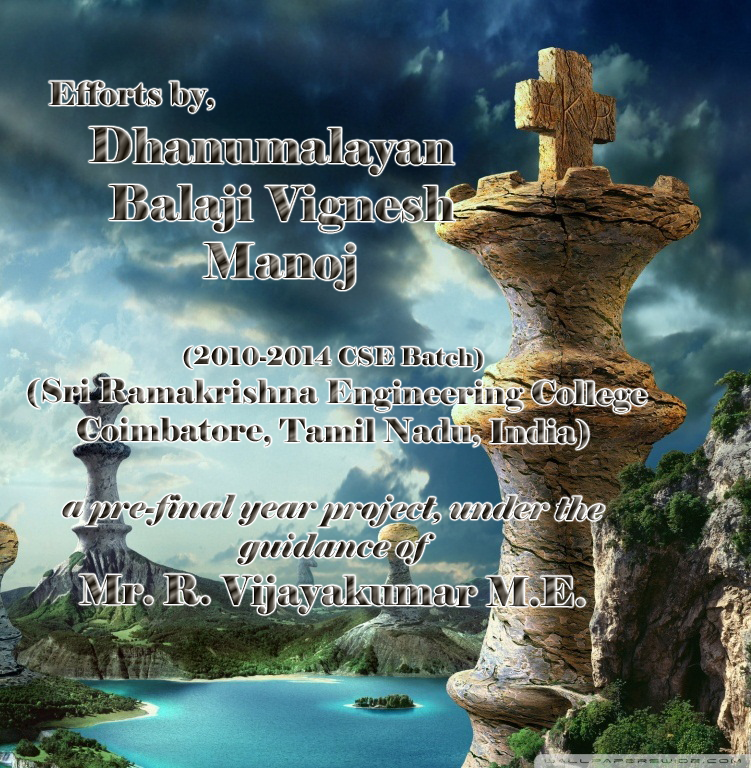 Efforts by,
Dhanumalayan
Balaji Vignesh
Manoj
(2010-2014 CSE Batch)
(Sri Ramakrishna Engineering College
Coimbatore, Tamil Nadu, India)
a pre-final year project, under the
guidance of
Mr. R. Vijayakumar M.E.
WALLPAPERSWIDE.COM